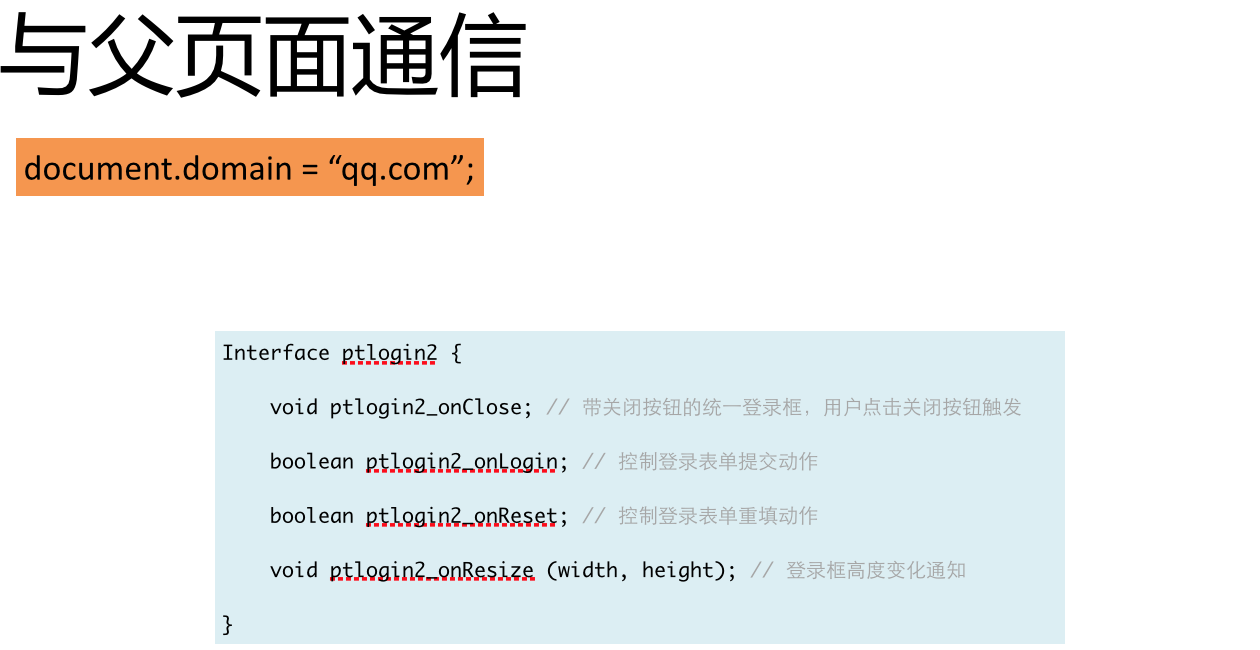 与父页面通信
document.domain = “qq.com”;
Interface ptlogin2 {
void ptlogin2_onClose; // 带关闭按钮的统一登录框，用户点击关闭按钮触发
boolean ptlogin2_onLogin; // 控制登录表单提交动作
boolean ptlogin2_onReset; // 控制登录表单重填动作
void ptlogin2_onResize (width, height); // 登录框高度变化通知
}